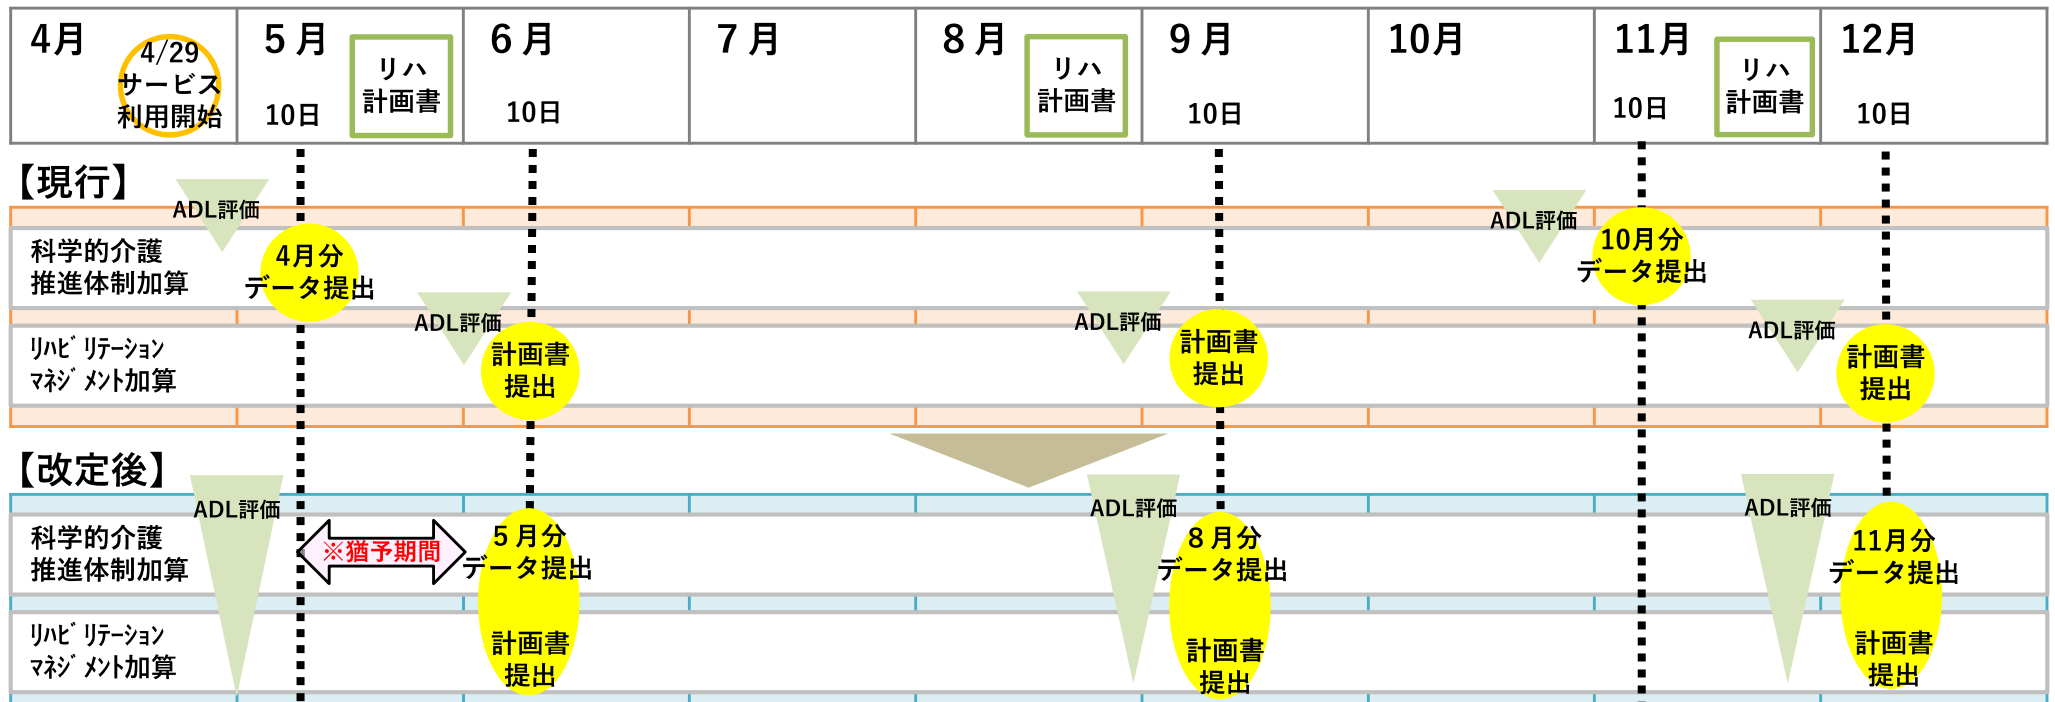 4月
4/29
サービス
利用開始
5月
10日
リハ
計画書
6月
10日
7月
8月
リハ
計画書
9月
10日
10月
11月
10日
リハ
計画書
12月
10日
【現行】
ADL評価
ADL評価
科学的介護
推進体制加算
4月分
データ提出
10月分
データ提出
ADL評価
ADL評価
ADL評価
ﾘﾊﾋﾞﾘﾃｰｼｮﾝ
ﾏﾈｼﾞﾒﾝﾄ加算
計画書
提出
計画書
提出
計画書
提出
【改定後】
ADL評価
ADL評価
ADL評価
科学的介護
推進体制加算
※猶予期間
5月分
データ提出
8月分
データ提出
11月分
データ提出
ﾘﾊﾋﾞﾘﾃｰｼｮﾝ
ﾏﾈｼﾞﾒﾝﾄ加算
計画書
提出
計画書
提出
計画書
提出